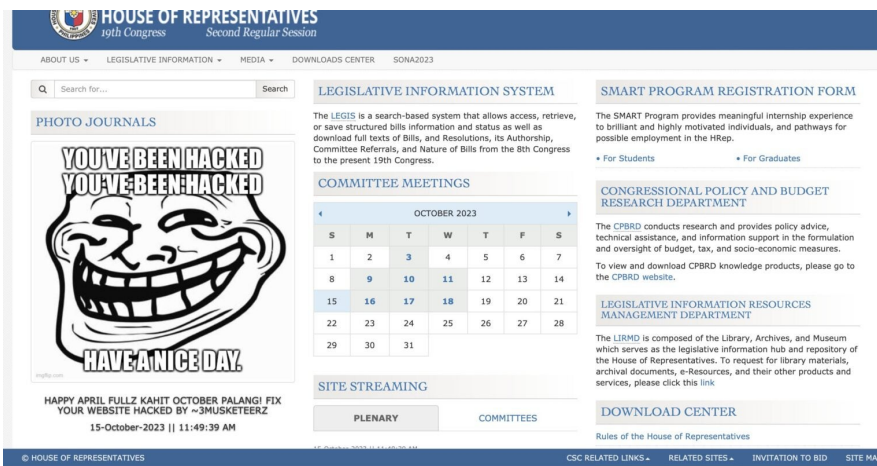 HOUSE OF REPRESENTATIVES
19th Congress Second Regular Session
ABOUT US LEGISLATIVE INFORMATION MEDIA DOWNLOADS CENTER SONA2023
Search for... Search
PHOTO JOURNALS
YOU'VE BEEN HACKED
YOU'VE BEEN HACKED
HAVE A NICE DAY.
imgflip.com
HAPPY APRIL FULLZ KAHIT OCTOBER PALANG! FIX
YOUR WEBSITE HACKED BY ~3MUSKETEERZ
15-October-2023 || 11:49:39 AM
LEGISLATIVE INFORMATION SYSTEM
The LEGIS is a search-based system that allows access, retrieve,
or save structured bills information and status as well as
download full texts of Bills, and Resolutions, its Authorship,
Committee Referrals, and Nature of Bills from the 8th Congress
to the present 19th Congress.
COMMITTEE MEETINGS
OCTOBER 2023
S M T W T F S
1 2 3 4 5 6 7
8 9 10 11 12 13 14
15 16 17 18 19 20 21
22 23 24 25 26 27 28
29 30 31
SITE STREAMING
PLENARY COMMITTEES
15-October-2023 || 11:49:39 AM
SMART PROGRAM REGISTRATION FORM
The SMART Program provides meaningful internship experience
to brilliant and highly motivated individuals, and pathways for
possible employment in the HRep.
• For Students • For Graduates
CONGRESSIONAL POLICY AND BUDGET
RESEARCH DEPARTMENT
The CPBRD conducts research and provides policy advice,
technical assistance, and information support in the formulation
and oversight of budget, tax, and socio-economic measures.
To view and download CPBRD knowledge products, please go to
the CPBRD website.
LEGISLATIVE INFORMATION RESOURCES
MANAGEMENT DEPARTMENT
The LIRMD is composed of the Library, Archives, and Museum
which serves as the legislative information hub and repository of
the House of Representatives. To request for library materials,
archival documents, e-Resources, and their other products and
services, please click this link
DOWNLOAD CENTER
Rules of the House of Representatives
© HOUSE OF REPRESENTATIVES CSC RELATED LINKS RELATED SITES INVITATION TO BID SITE MA